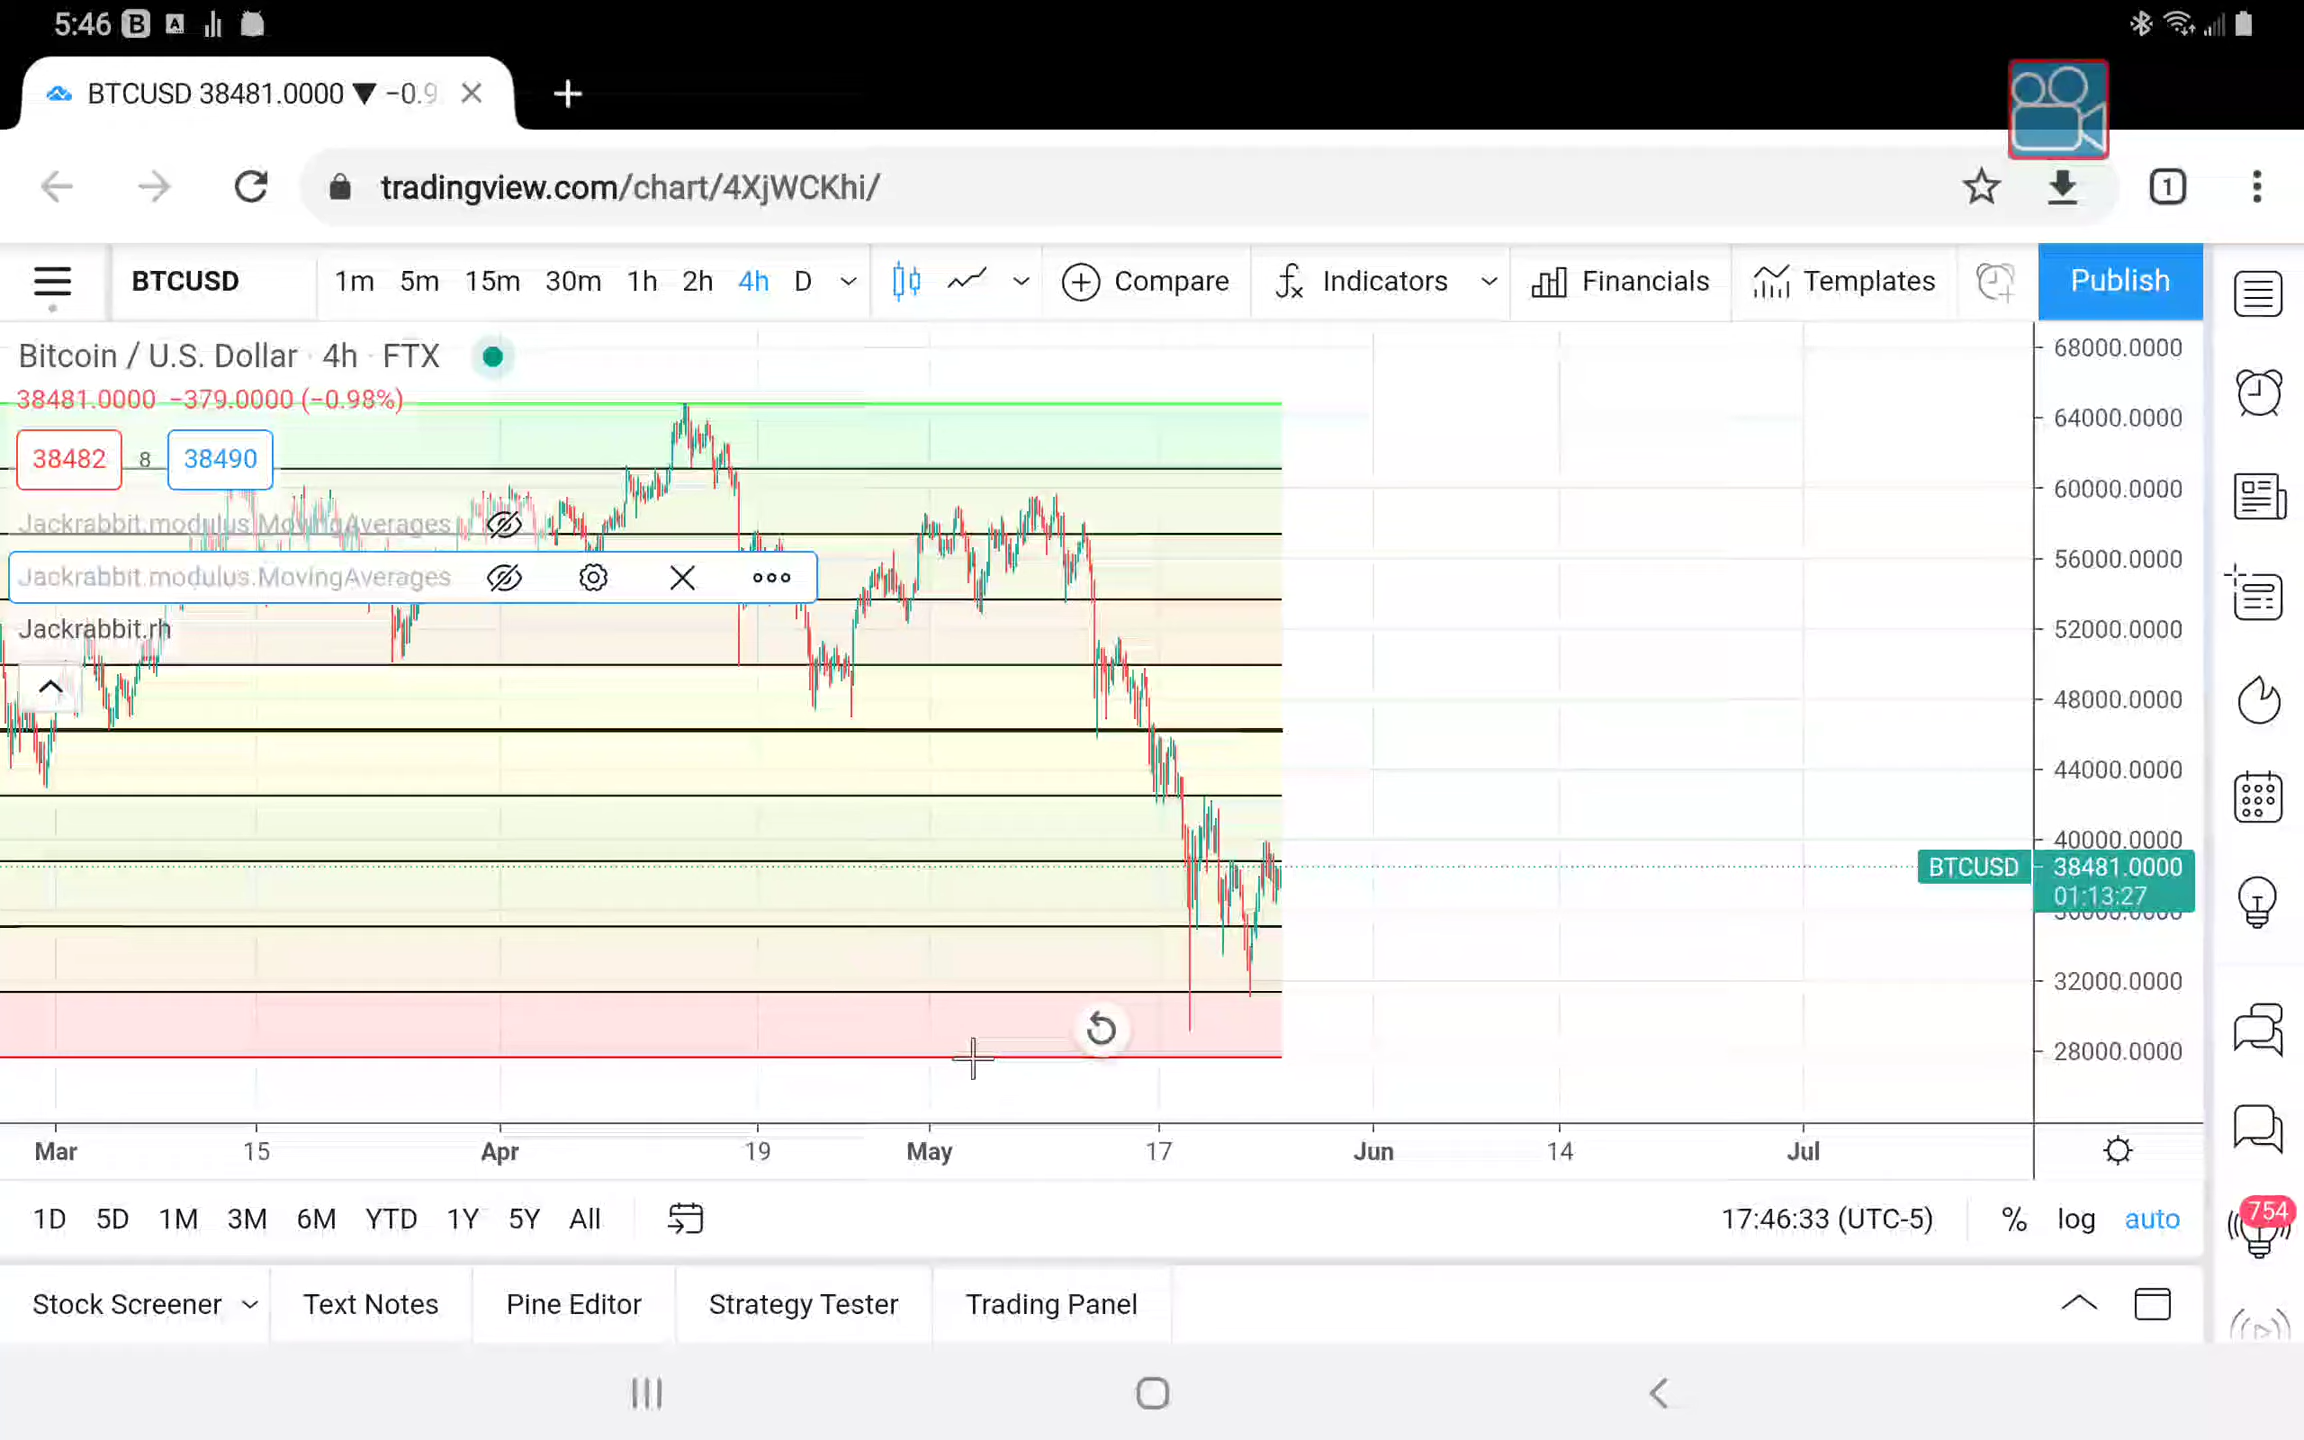 5:46
BTCUSD 38481.0000 ▼ −0.9
tradingview.com/chart/4XjWCKhi/
1
BTCUSD 1m 5m 15m 30m 1h 2h 4h D Compare Indicators Financials Templates Publish
Bitcoin / U.S. Dollar · 4h · FTX
38481.0000 −379.0000 (−0.98%)
38482 8 38490
Jackrabbit.modulus.MovingAverages
Jackrabbit.modulus.MovingAverages
Jackrabbit.rh
68000.0000
64000.0000
60000.0000
56000.0000
52000.0000
48000.0000
44000.0000
40000.0000
BTCUSD 38481.0000
01:13:27
32000.0000
28000.0000
Mar 15 Apr 19 May 17 Jun 14 Jul
1D 5D 1M 3M 6M YTD 1Y 5Y All 17:46:33 (UTC-5) % log auto
754
Stock Screener Text Notes Pine Editor Strategy Tester Trading Panel